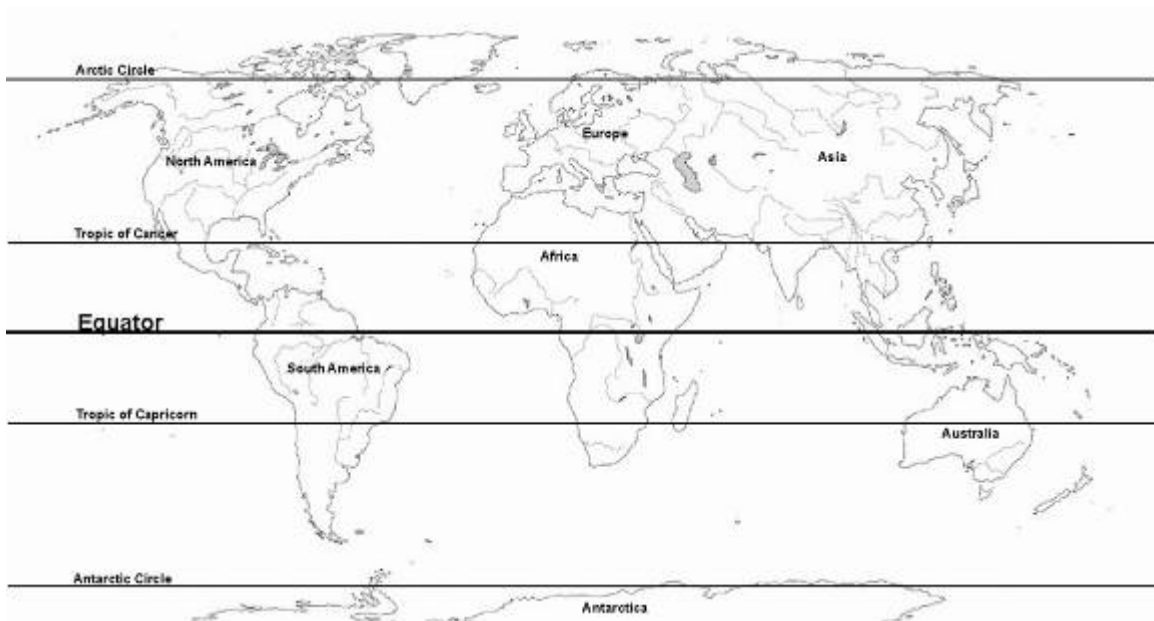 Arctic Circle
Europe
North America
Asia
Tropic of Cancer
Africa
Equator
South America
Tropic of Capricorn
Australia
Antarctic Circle
Antarctica